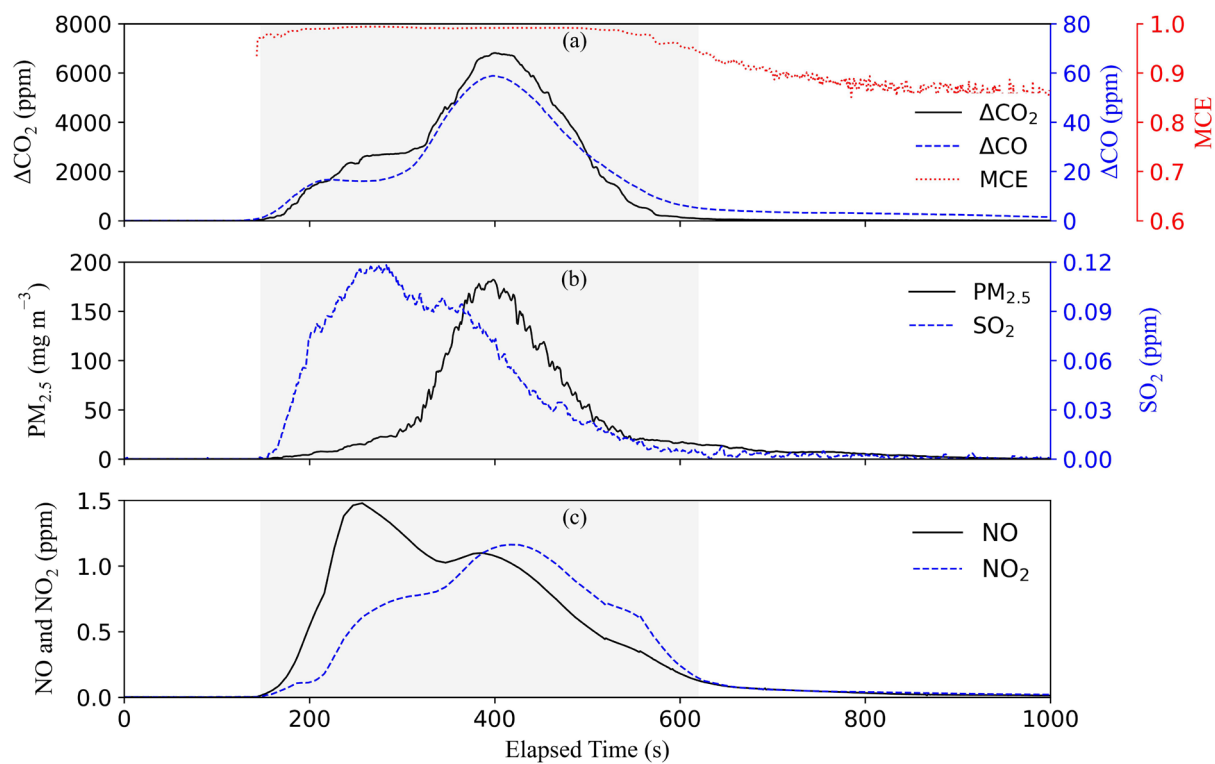 8000
6000
4000
2000
0
ΔCO₂ (ppm)
(a)
ΔCO₂
ΔCO
MCE
80
60
40
20
0
ΔCO (ppm)
1.0
0.9
0.8
0.7
0.6
MCE
200
150
100
50
0
PM₂.₅ (mg m⁻³)
(b)
PM₂.₅
SO₂
0.12
0.09
0.06
0.03
0.00
SO₂ (ppm)
1.5
1.0
0.5
0.0
NO and NO₂ (ppm)
(c)
NO
NO₂
0 200 400 600 800 1000
Elapsed Time (s)